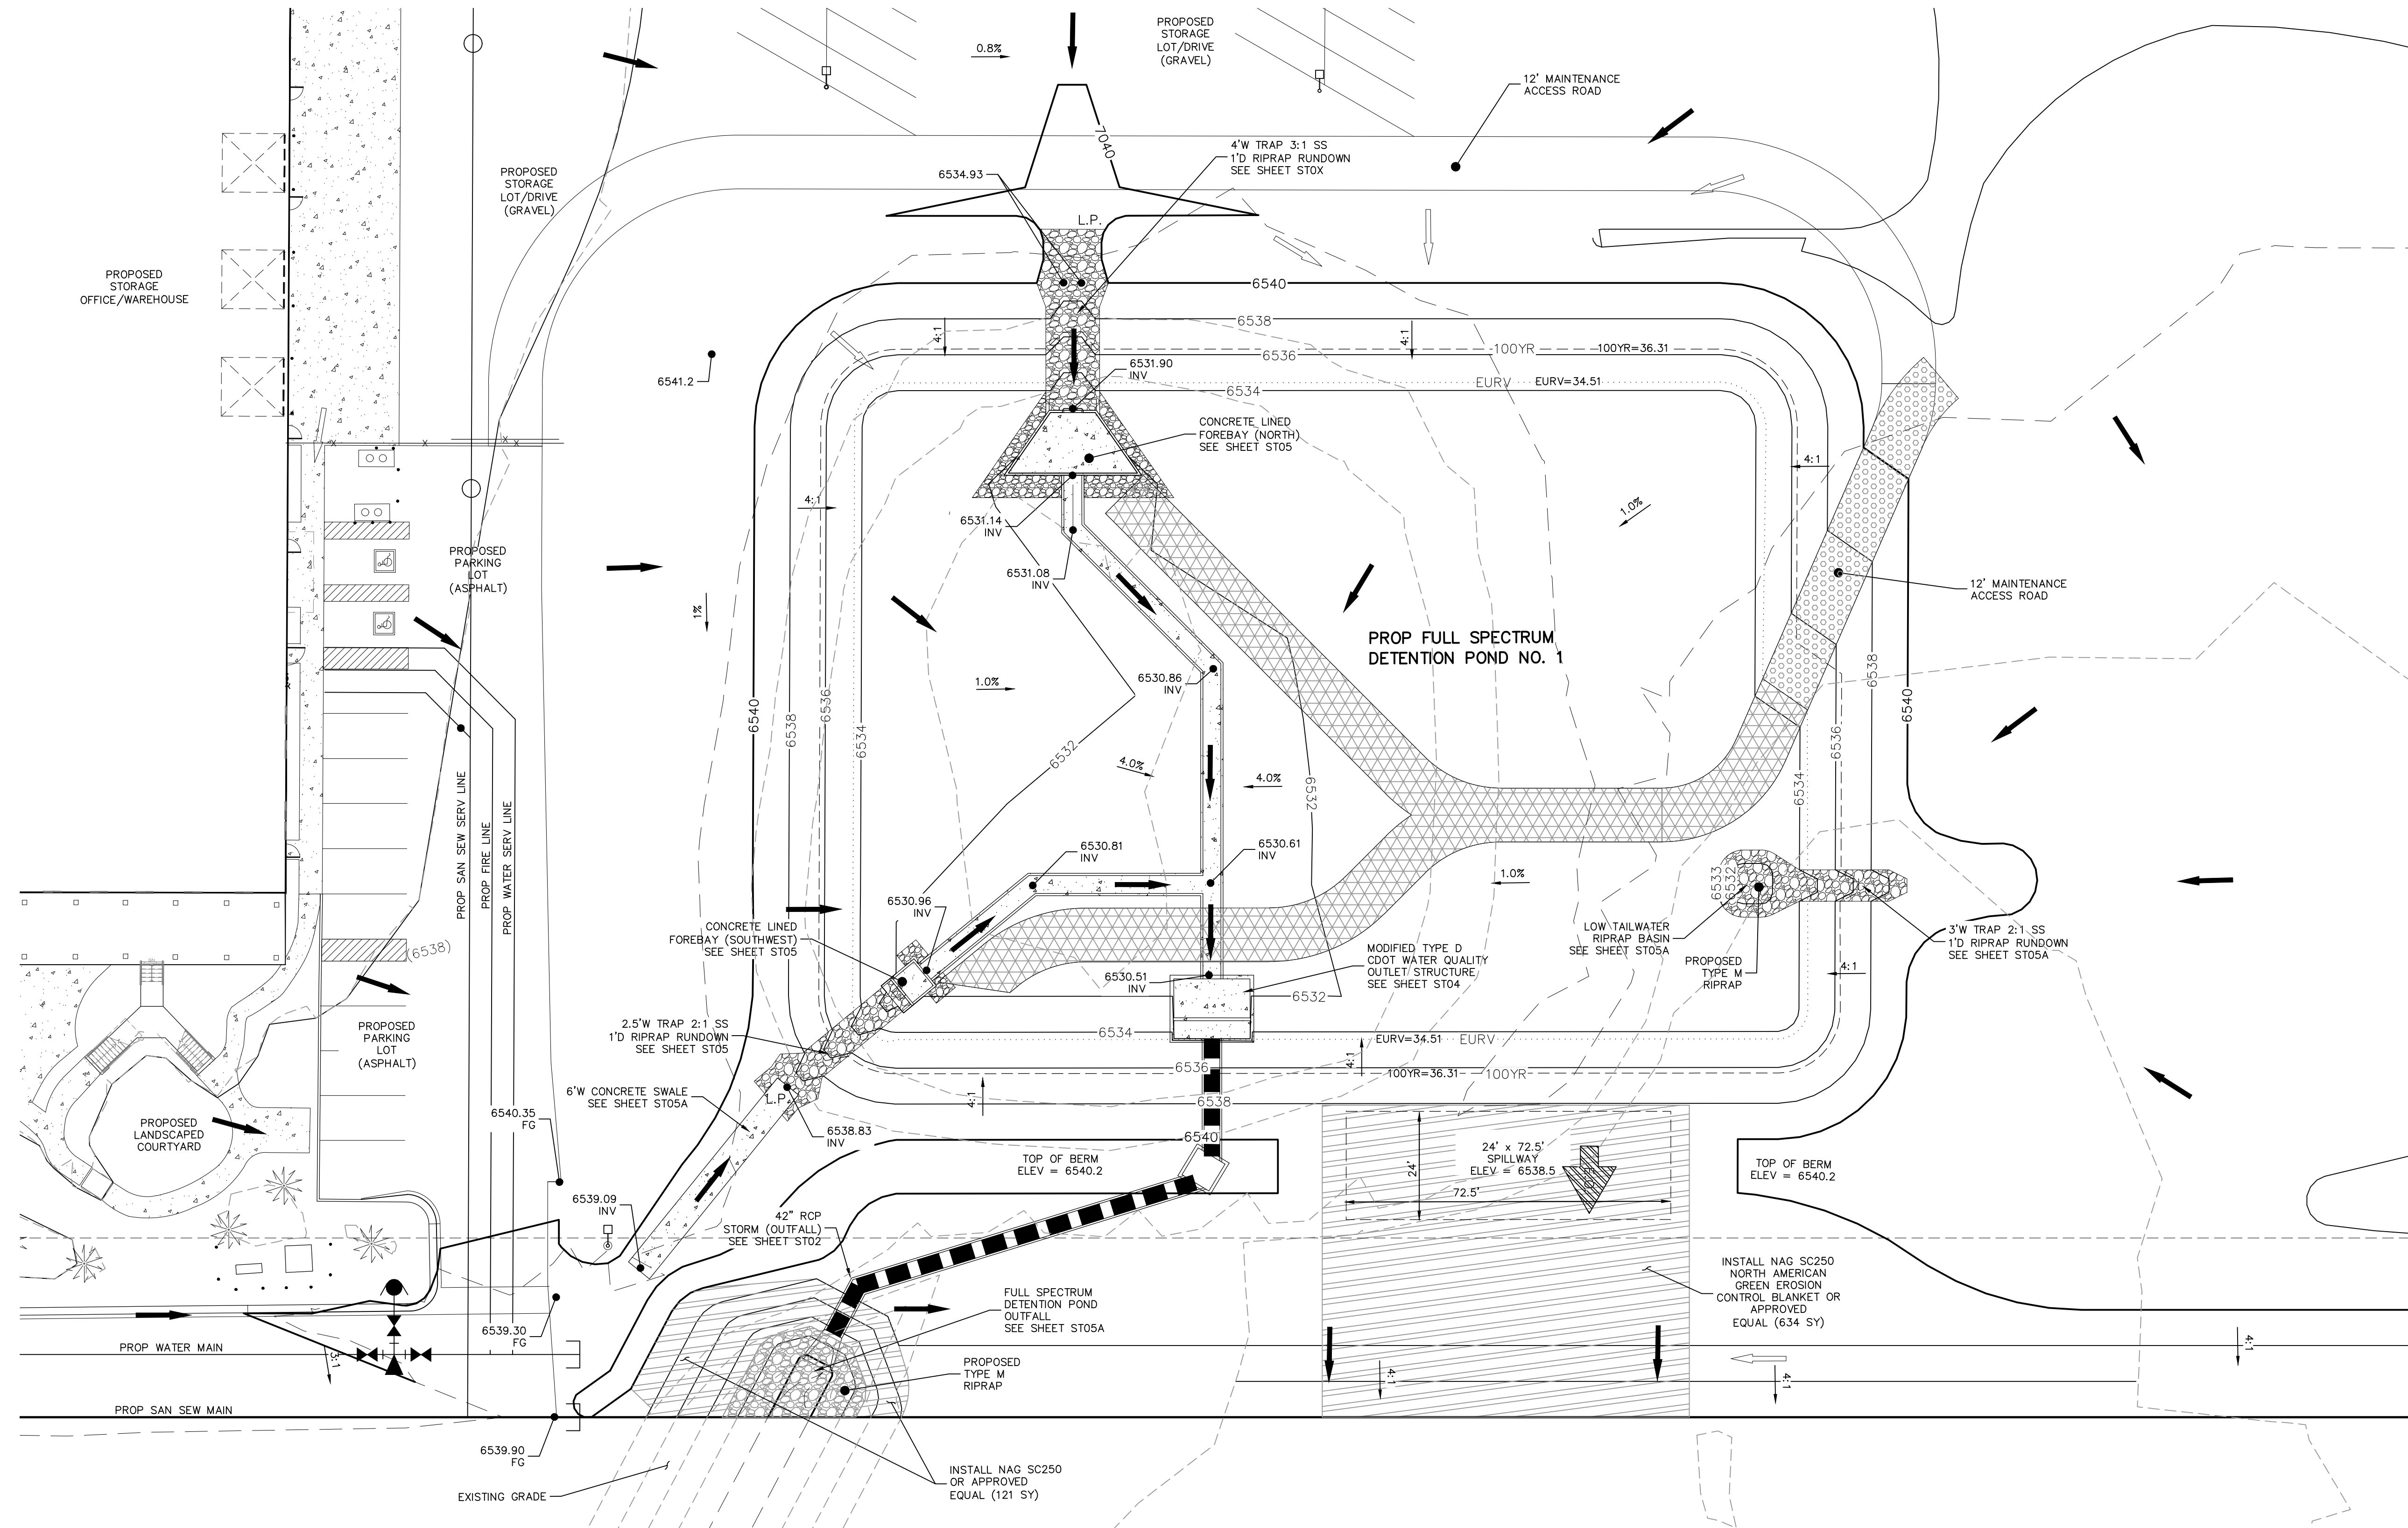 PROPOSED
STORAGE
LOT/DRIVE
(GRAVEL)
0.8%
12' MAINTENANCE
ACCESS ROAD
7040
4'W TRAP 3:1 SS
1'D RIPRAP RUNDOWN
SEE SHEET ST0X
6534.93
PROPOSED
STORAGE
LOT/DRIVE
(GRAVEL)
L.P.
PROPOSED
STORAGE
OFFICE/WAREHOUSE
6540
6538
4:1
4:1
6536
100YR
100YR=36.31
6541.2
6531.90
INV
6534
EURV
EURV=34.51
CONCRETE LINED
FOREBAY (NORTH)
SEE SHEET ST05
X
X
X
X
4:1
4:1
1.0%
6531.14
INV
PROPOSED
PARKING
LOT
(ASPHALT)
6531.08
INV
12' MAINTENANCE
ACCESS ROAD
1%
PROP FULL SPECTRUM
DETENTION POND NO. 1
1.0%
6530.86
INV
6540
6538
6536
6534
6532
4.0%
4.0%
6532
6534
6536
6538
6540
PROP SAN SEW SERV LINE
PROP FIRE LINE
PROP WATER SERV LINE
6530.81
INV
6530.61
INV
1.0%
6533
6532
6530.96
INV
(6538)
CONCRETE LINED
FOREBAY (SOUTHWEST)
SEE SHEET ST05
LOW TAILWATER
RIPRAP BASIN
SEE SHEET ST05A
3'W TRAP 2:1 SS
1'D RIPRAP RUNDOWN
SEE SHEET ST05A
MODIFIED TYPE D
CDOT WATER QUALITY
OUTLET STRUCTURE
SEE SHEET ST04
PROPOSED
TYPE M
RIPRAP
4:1
6530.51
INV
6532
2.5'W TRAP 2:1 SS
1'D RIPRAP RUNDOWN
SEE SHEET ST05
PROPOSED
PARKING
LOT
(ASPHALT)
6534
EURV=34.51
EURV
4:1
6536
100YR=36.31
100YR
4:1
6'W CONCRETE SWALE
SEE SHEET ST05A
L.P.
6538
6540.35
FG
PROPOSED
LANDSCAPED
COURTYARD
6538.83
INV
6540
TOP OF BERM
ELEV = 6540.2
24' x 72.5'
SPILLWAY
ELEV = 6538.5
24'
72.5'
TOP OF BERM
ELEV = 6540.2
6539.09
INV
42" RCP
STORM (OUTFALL)
SEE SHEET ST02
INSTALL NAG SC250
NORTH AMERICAN
GREEN EROSION
CONTROL BLANKET OR
APPROVED
EQUAL (634 SY)
FULL SPECTRUM
DETENTION POND
OUTFALL
SEE SHEET ST05A
6539.30
FG
PROP WATER MAIN
3:1
4:1
4:1
4:1
PROPOSED
TYPE M
RIPRAP
PROP SAN SEW MAIN
6539.90
FG
INSTALL NAG SC250
OR APPROVED
EQUAL (121 SY)
EXISTING GRADE